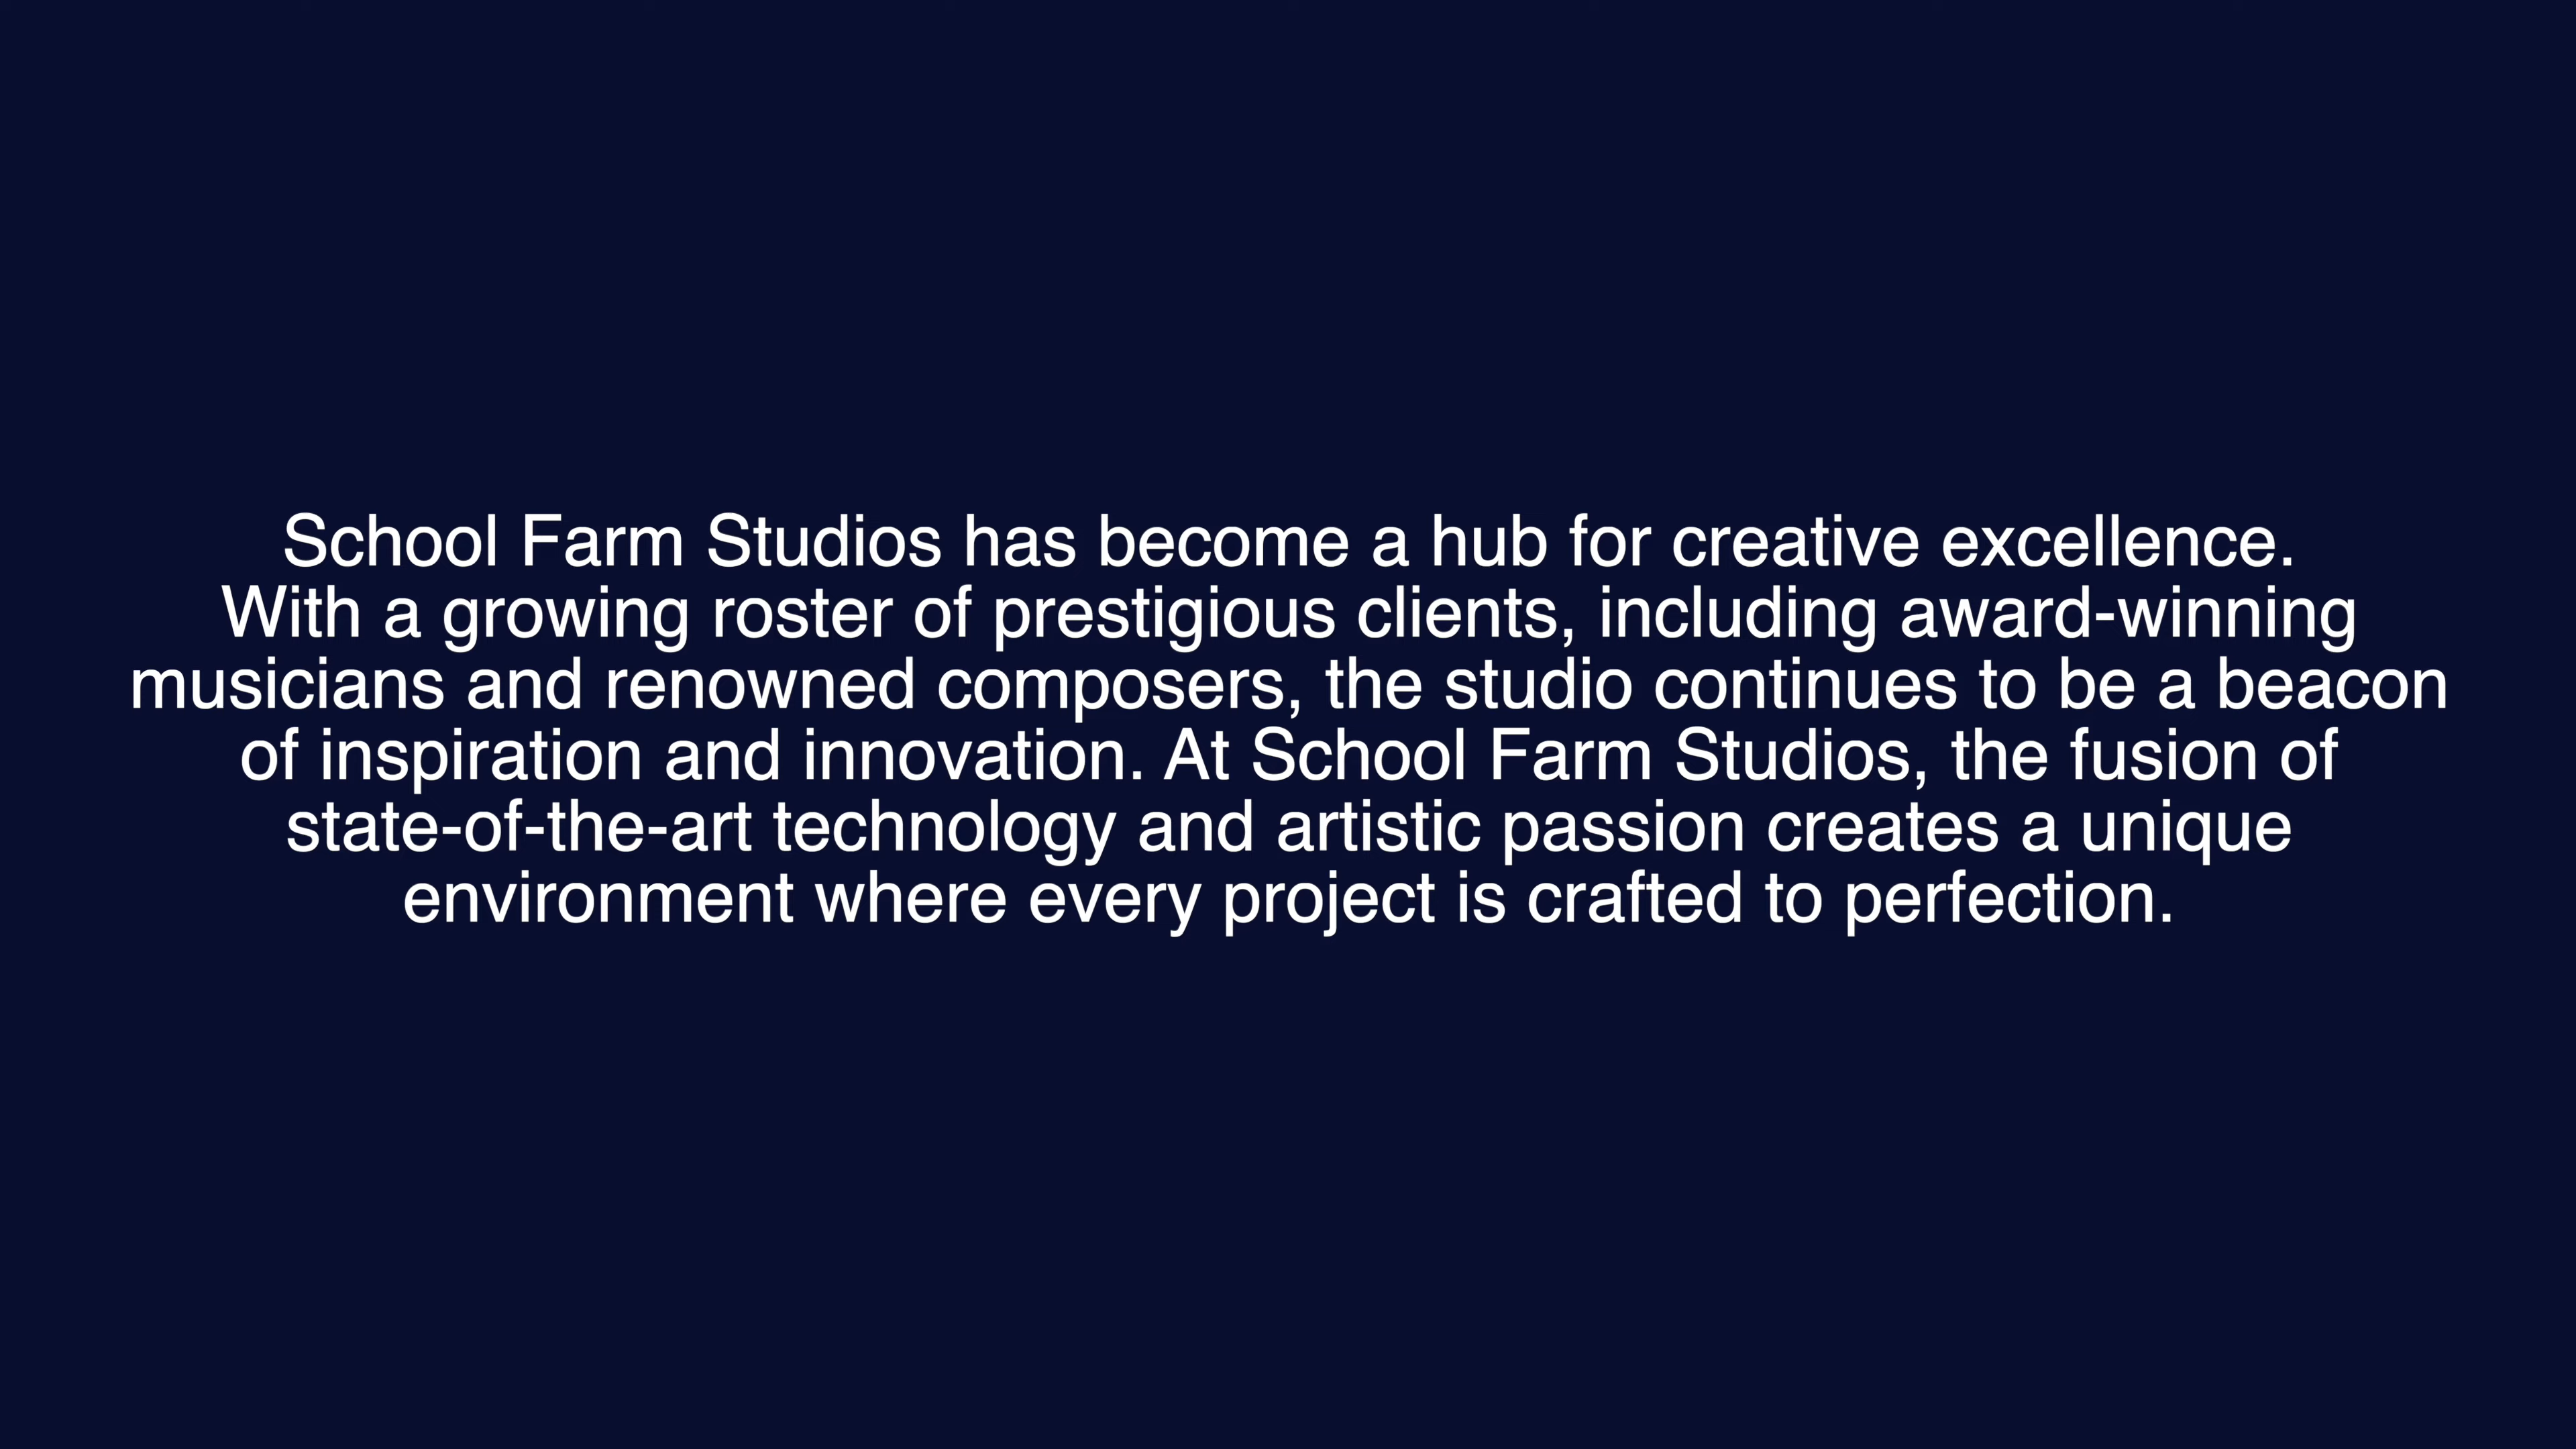 School Farm Studios has become a hub for creative excellence.
With a growing roster of prestigious clients, including award-winning
musicians and renowned composers, the studio continues to be a beacon
of inspiration and innovation. At School Farm Studios, the fusion of
state-of-the-art technology and artistic passion creates a unique
environment where every project is crafted to perfection.